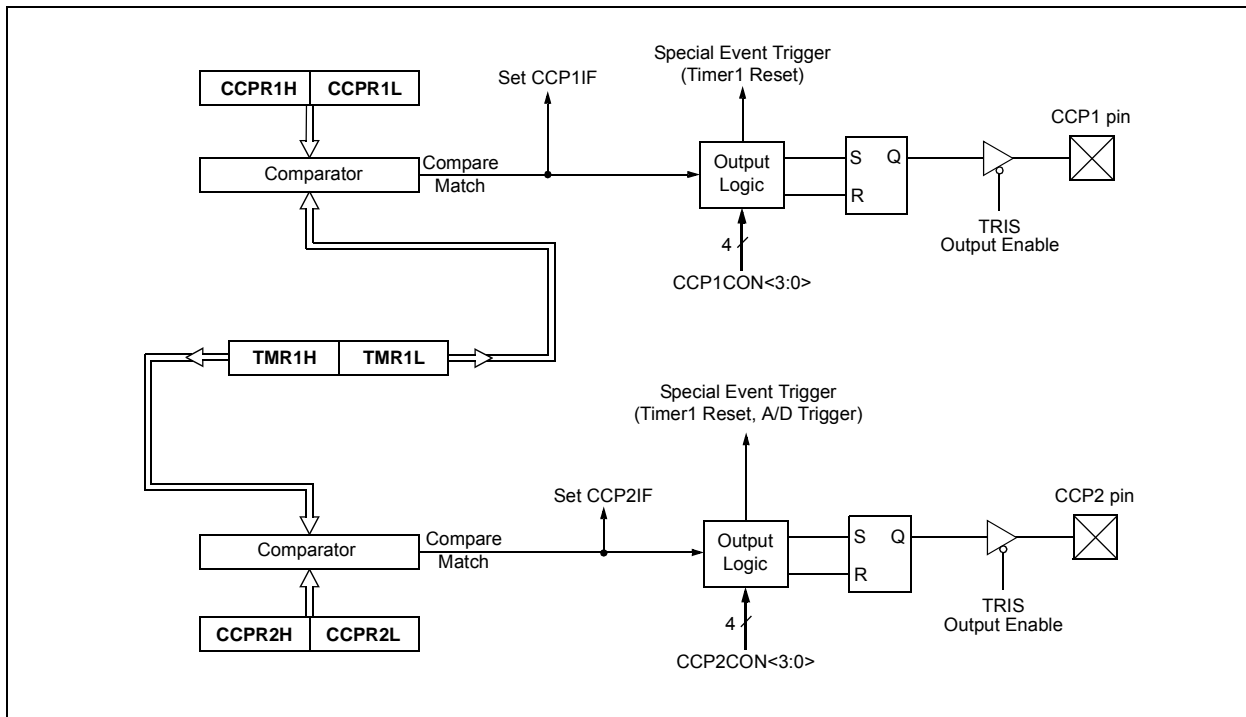 CCPR1H CCPR1L
Set CCP1IF
Special Event Trigger
(Timer1 Reset)
CCP1 pin
Comparator
Compare
Match
Output
Logic
S Q
R
TRIS
Output Enable
4
CCP1CON<3:0>
TMR1H TMR1L
Special Event Trigger
(Timer1 Reset, A/D Trigger)
Set CCP2IF
CCP2 pin
Comparator
Compare
Match
Output
Logic
S Q
R
TRIS
Output Enable
4
CCPR2H CCPR2L
CCP2CON<3:0>